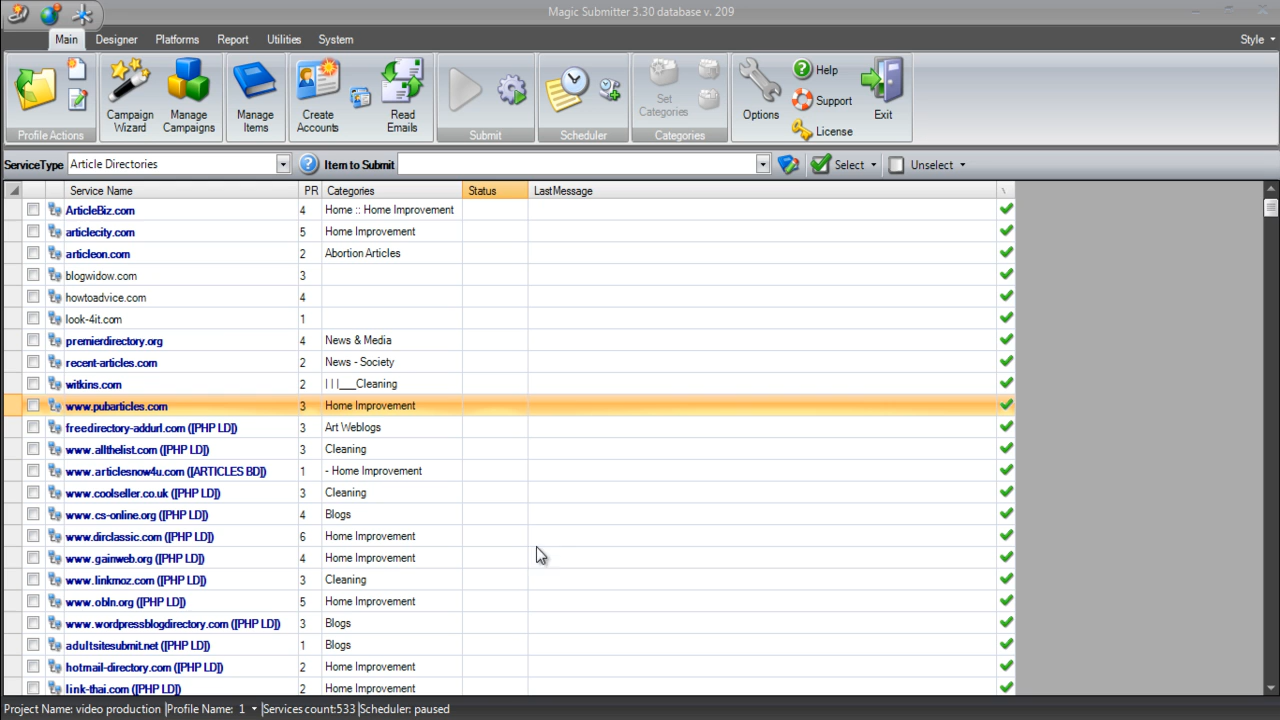 Magic Submitter 3.30 database v. 209
Main Designer Platforms Report Utilities System Style
Profile Actions
Campaign Wizard
Manage Campaigns
Manage Items
Create Accounts
Read Emails
Submit
Scheduler
Set Categories
Categories
Options
Help
Support
License
Exit
ServiceType Article Directories Item to Submit Select Unselect
Service Name PR Categories Status LastMessage \
ArticleBiz.com 4 Home :: Home Improvement
articlecity.com 5 Home Improvement
articleon.com 2 Abortion Articles
blogwidow.com 3
howtoadvice.com 4
look-4it.com 1
premierdirectory.org 4 News & Media
recent-articles.com 2 News - Society
witkins.com 2 | | |___Cleaning
www.pubarticles.com 3 Home Improvement
freedirectory-addurl.com ([PHP LD]) 3 Art Weblogs
www.allthelist.com ([PHP LD]) 3 Cleaning
www.articlesnow4u.com ([ARTICLES BD]) 1 - Home Improvement
www.coolseller.co.uk ([PHP LD]) 3 Cleaning
www.cs-online.org ([PHP LD]) 4 Blogs
www.dirclassic.com ([PHP LD]) 6 Home Improvement
www.gainweb.org ([PHP LD]) 4 Home Improvement
www.linkmoz.com ([PHP LD]) 3 Cleaning
www.obln.org ([PHP LD]) 5 Home Improvement
www.wordpressblogdirectory.com ([PHP LD]) 3 Blogs
adultsitesubmit.net ([PHP LD]) 1 Blogs
hotmail-directory.com ([PHP LD]) 2 Home Improvement
link-thai.com ([PHP LD]) 2 Home Improvement
Project Name: video production |Profile Name: 1 |Services count:533 |Scheduler: paused